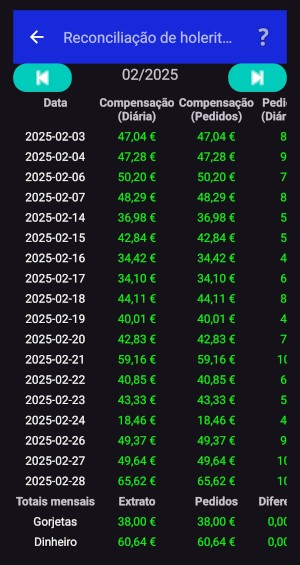 Reconciliação de holerit...
?
02/2025
Data Compensação (Diária) Compensação (Pedidos)
2025-02-03 47,04 € 47,04 € 8
2025-02-04 47,28 € 47,28 € 9
2025-02-06 50,20 € 50,20 € 7
2025-02-07 48,29 € 48,29 € 8
2025-02-14 36,98 € 36,98 € 5
2025-02-15 42,84 € 42,84 € 5
2025-02-16 34,42 € 34,42 € 4
2025-02-17 34,10 € 34,10 € 6
2025-02-18 44,11 € 44,11 € 8
2025-02-19 40,01 € 40,01 € 4
2025-02-20 42,83 € 42,83 € 7
2025-02-21 59,16 € 59,16 € 10
2025-02-22 40,85 € 40,85 € 6
2025-02-23 43,33 € 43,33 € 5
2025-02-24 18,46 € 18,46 € 4
2025-02-26 49,37 € 49,37 € 9
2025-02-27 49,64 € 49,64 € 10
2025-02-28 65,62 € 65,62 € 10
Totais mensais Extrato Pedidos
Gorjetas 38,00 € 38,00 € 0,00
Dinheiro 60,64 € 60,64 € 0,00